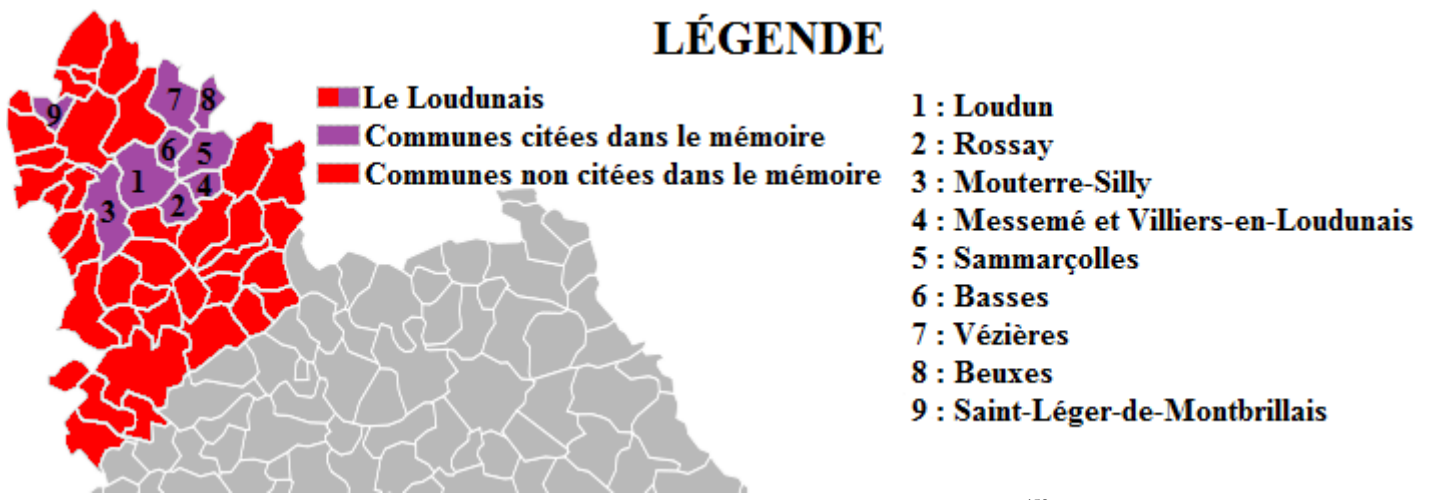 LÉGENDE
Le Loudunais
Communes citées dans le mémoire
Communes non citées dans le mémoire
1 : Loudun
2 : Rossay
3 : Mouterre-Silly
4 : Messemé et Villiers-en-Loudunais
5 : Sammarçolles
6 : Basses
7 : Vézières
8 : Beuxes
9 : Saint-Léger-de-Montbrillais
7
8
9
6
5
1
4
2
3